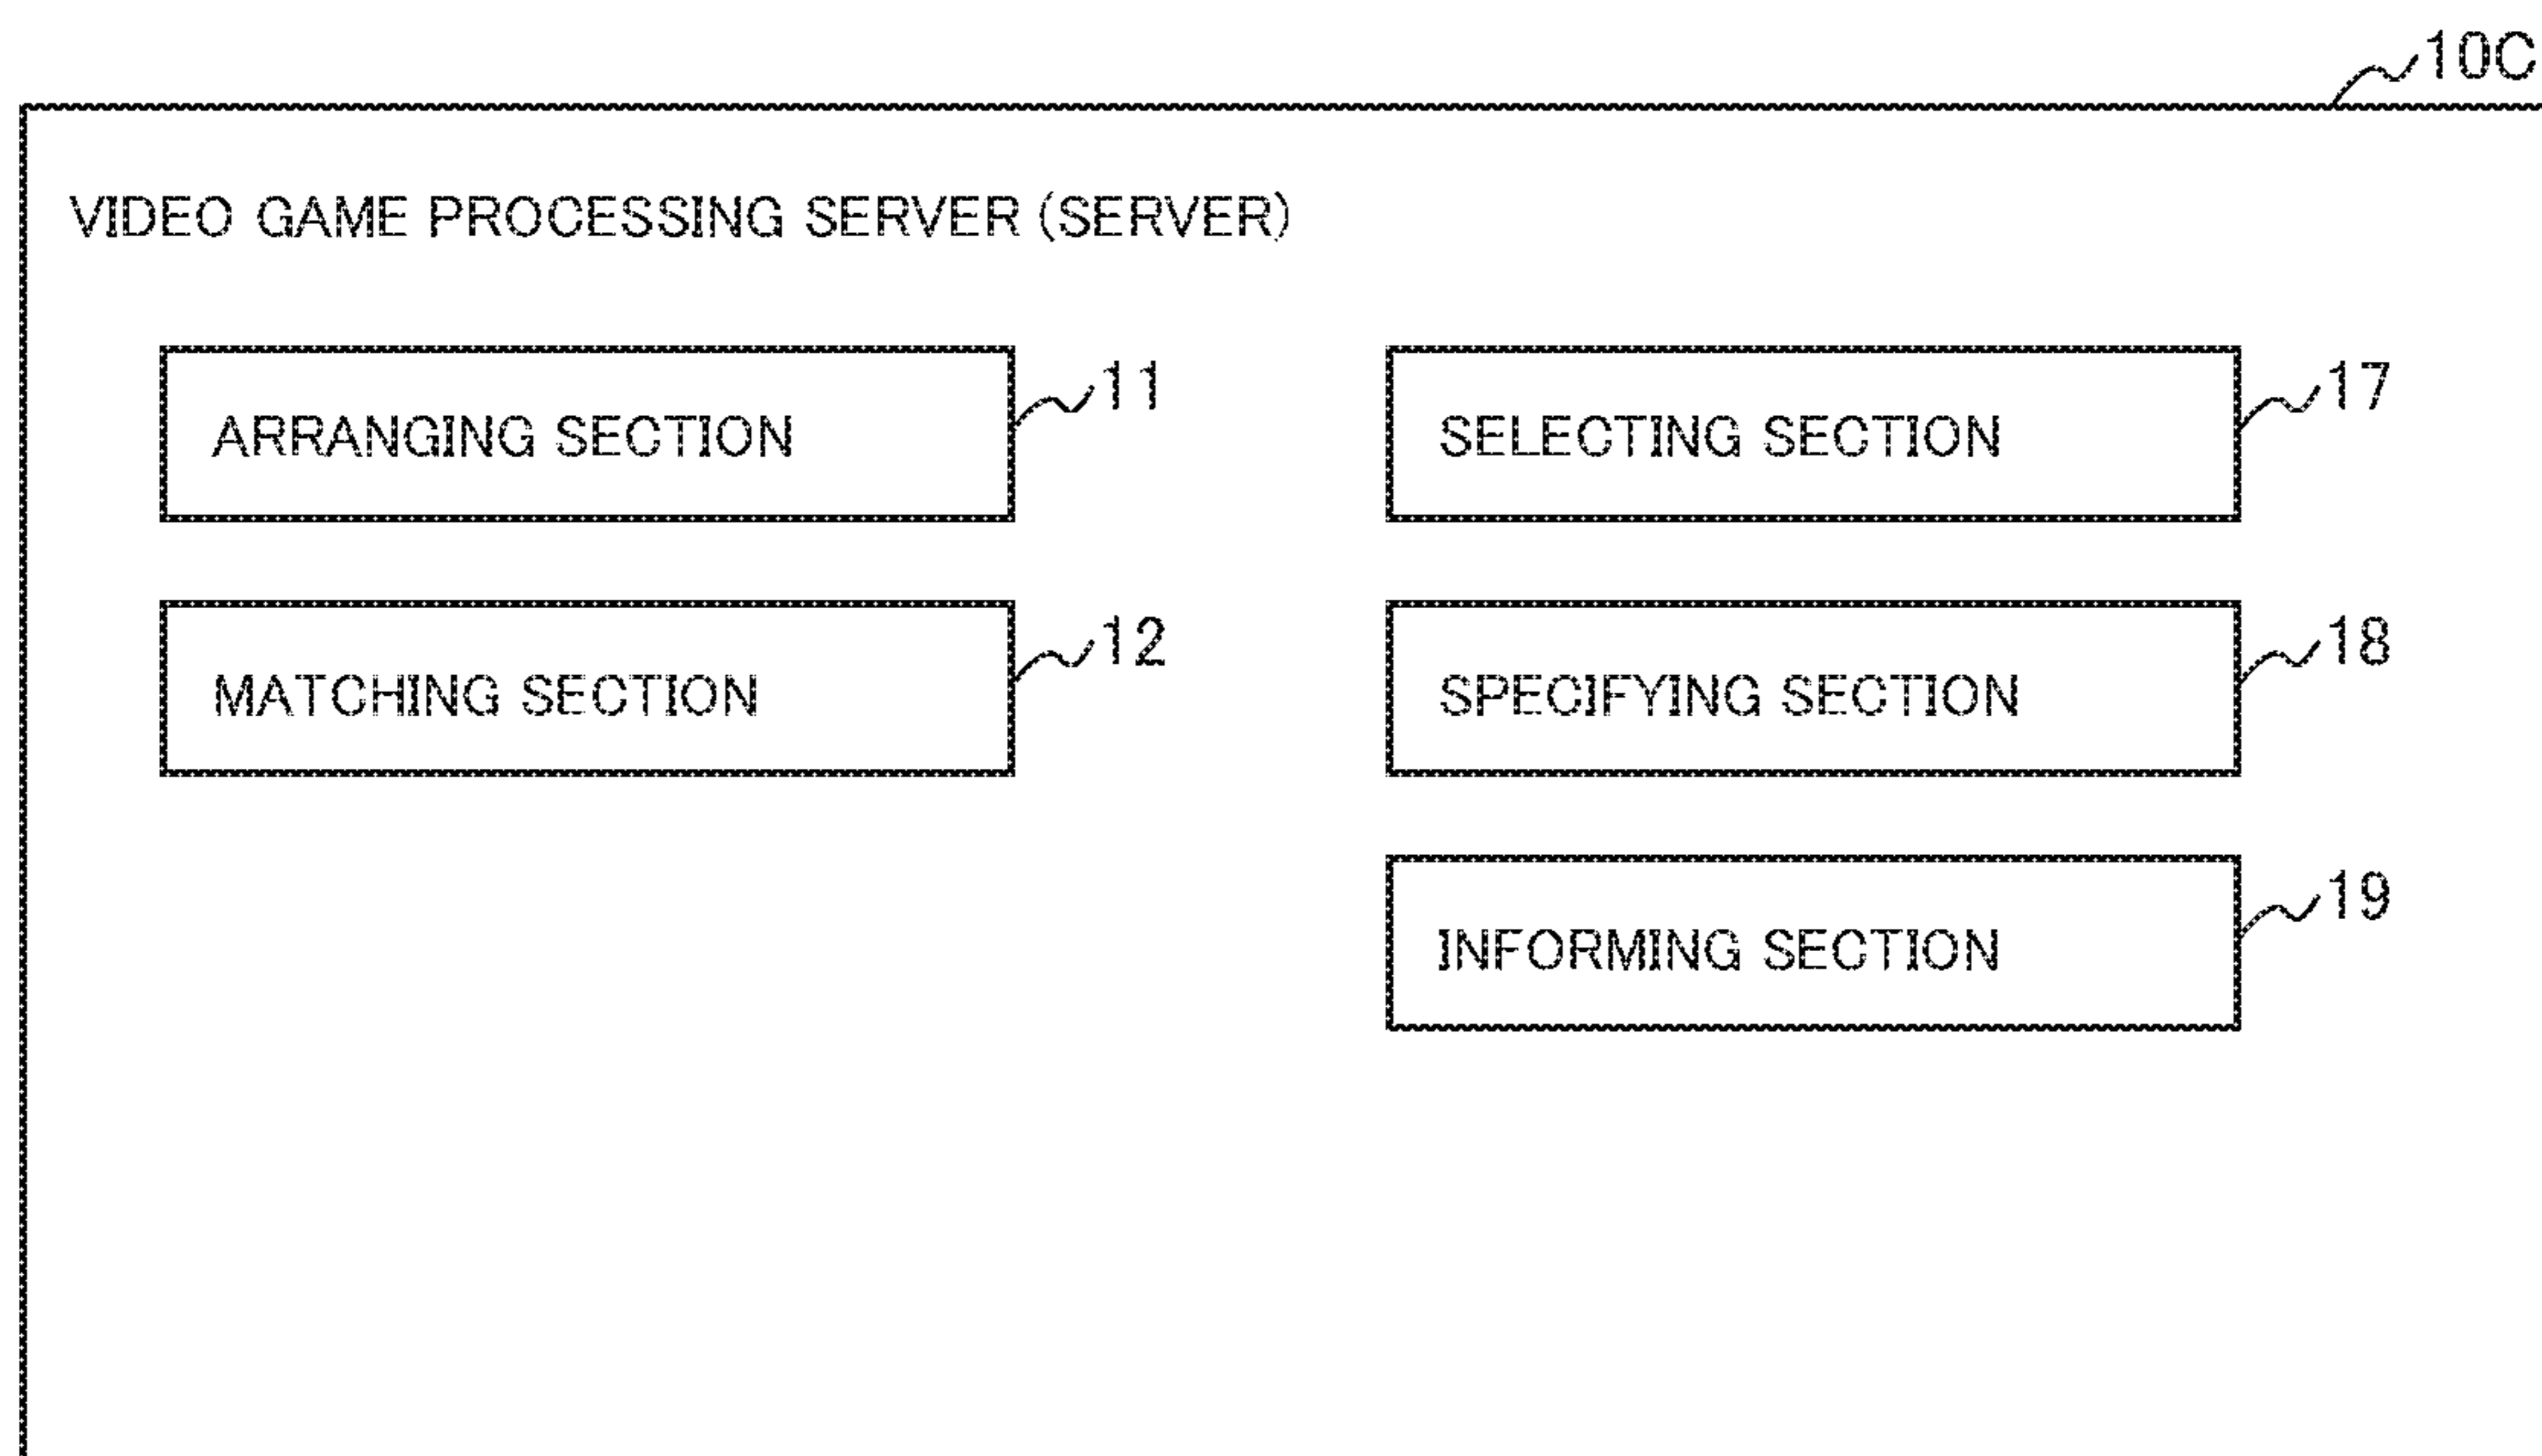 10C
VIDEO GAME PROCESSING SERVER (SERVER)
ARRANGING SECTION
11
SELECTING SECTION
17
MATCHING SECTION
12
SPECIFYING SECTION
18
INFORMING SECTION
19